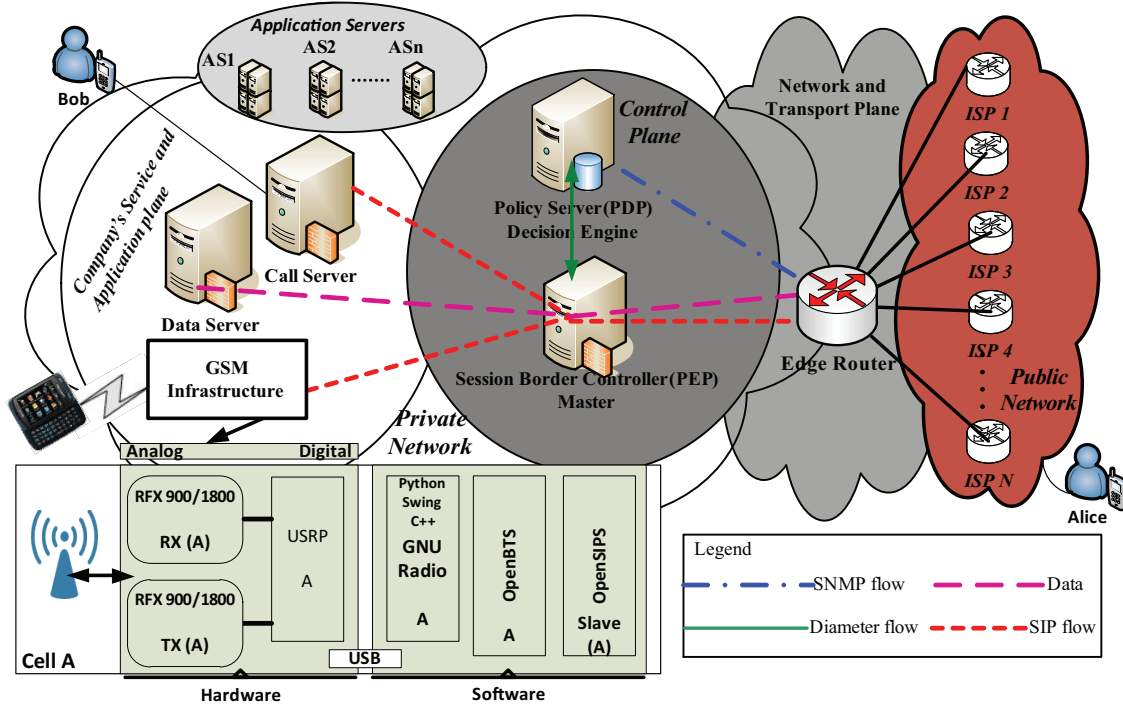 Application Servers
AS1
AS2
ASn
.......
Bob
Company's Service and
Application plane
Call Server
Data Server
GSM
Infrastructure
Control
Plane
Policy Server(PDP)
Decision Engine
Session Border Controller(PEP)
Master
Private
Network
Network and
Transport Plane
Edge Router
ISP 1
ISP 2
ISP 3
ISP 4
Public
Network
ISP N
Alice
Analog
Digital
RFX 900/1800
RX (A)
RFX 900/1800
TX (A)
USRP
A
Python
Swing
C++
GNU
Radio
A
OpenBTS
A
OpenSIPS
Slave
(A)
Cell A
USB
Hardware
Software
Legend
SNMP flow
Data
Diameter flow
SIP flow